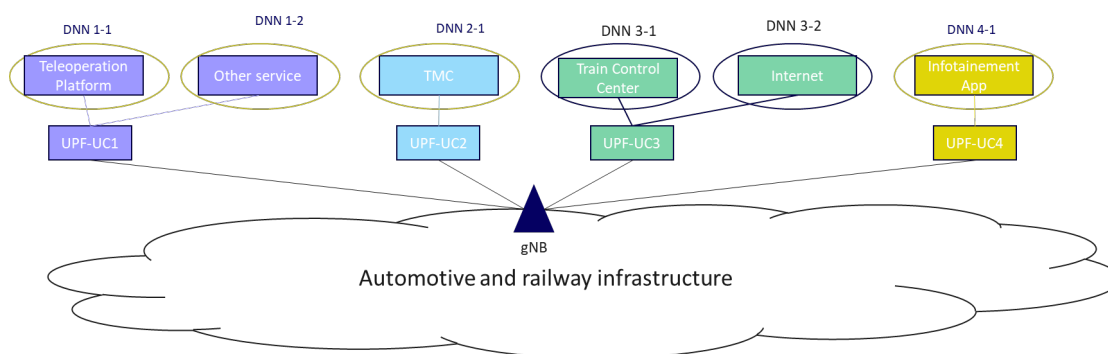 DNN 1-1
DNN 1-2
DNN 2-1
DNN 3-1
DNN 3-2
DNN 4-1
Teleoperation
Platform
Other service
TMC
Train Control
Center
Internet
Infotainement
App
UPF-UC1
UPF-UC2
UPF-UC3
UPF-UC4
gNB
Automotive and railway infrastructure